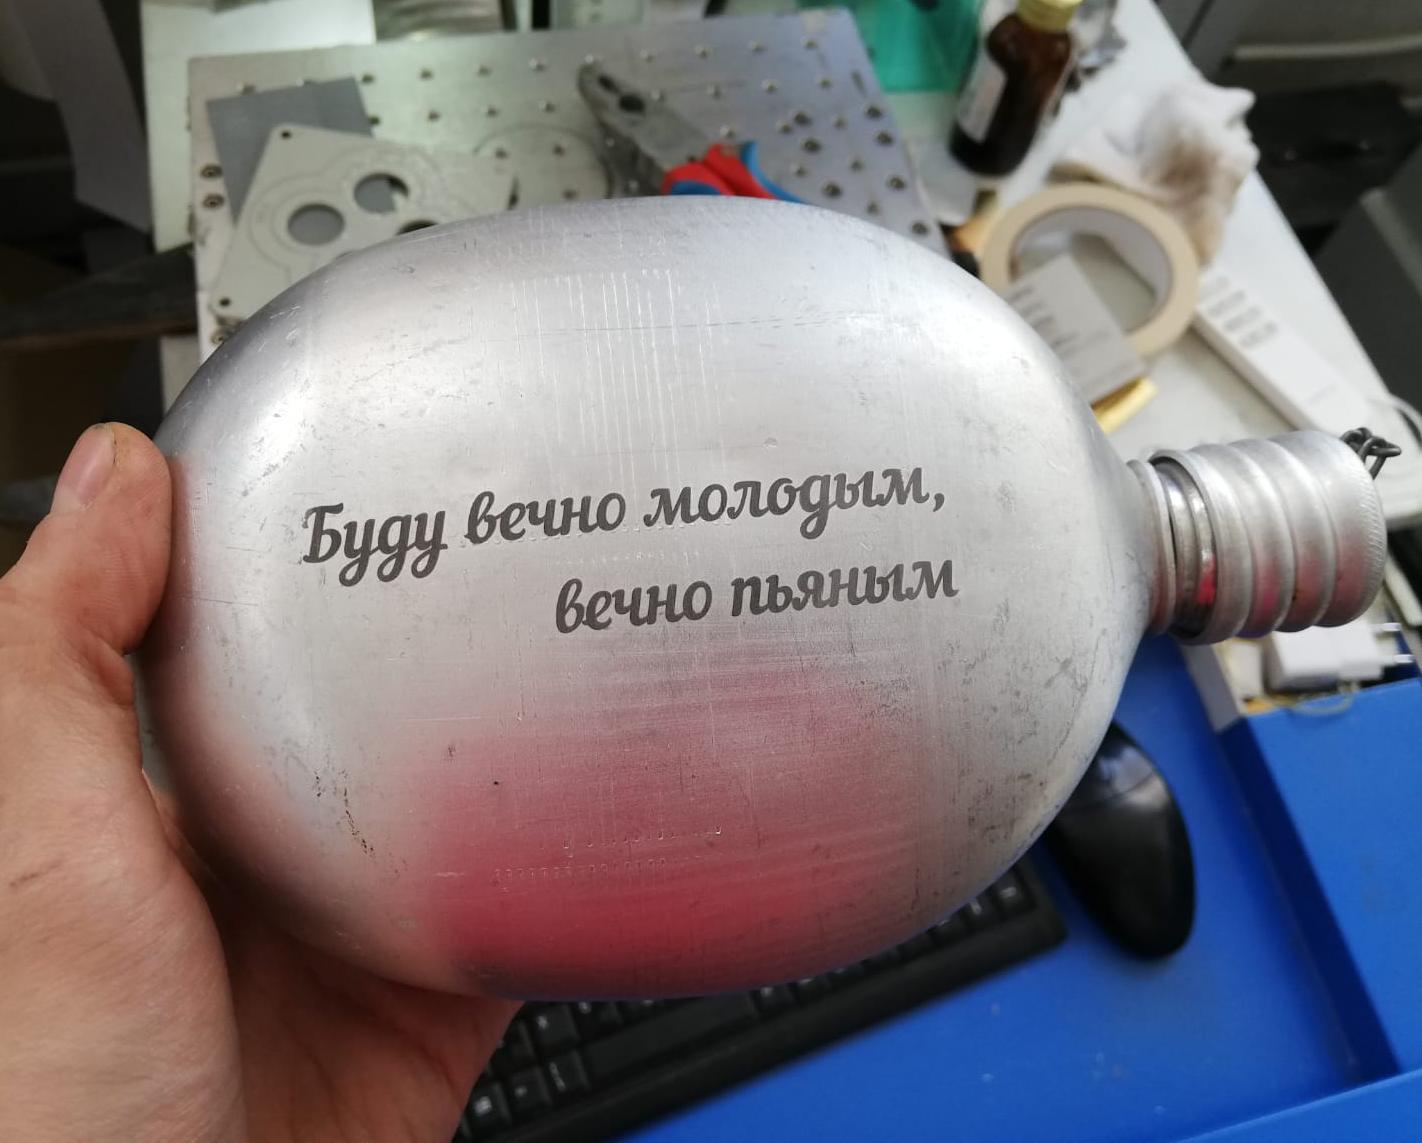 Буду вечно молодым,
вечно пьяным